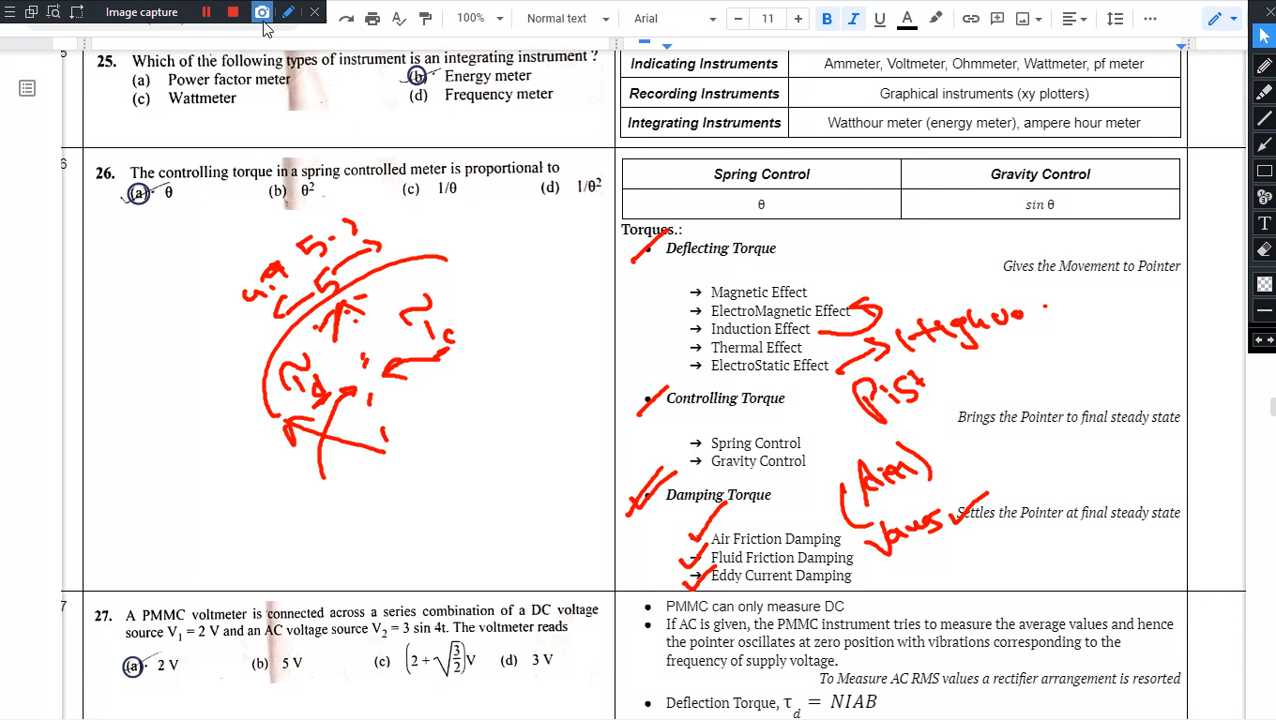 Image capture
100%
Normal text
Arial
11
B I U A
5
25. Which of the following types of instrument is an integrating instrument ?
(a) Power factor meter
(b) Energy meter
(c) Wattmeter
(d) Frequency meter
Indicating Instruments
Ammeter, Voltmeter, Ohmmeter, Wattmeter, pf meter
Recording Instruments
Graphical instruments (xy plotters)
Integrating Instruments
Watthour meter (energy meter), ampere hour meter
6
26. The controlling torque in a spring controlled meter is proportional to
(a) θ (b) θ² (c) 1/θ (d) 1/θ²
5.2
5
τc
τd
Spring Control
Gravity Control
θ
sin θ
Torques.:
Deflecting Torque
Gives the Movement to Pointer
➔ Magnetic Effect
➔ ElectroMagnetic Effect
➔ Induction Effect
➔ Thermal Effect
➔ ElectroStatic Effect
Controlling Torque
Brings the Pointer to final steady state
➔ Spring Control
➔ Gravity Control
Damping Torque
Settles the Pointer at final steady state
➔ Air Friction Damping
➔ Fluid Friction Damping
➔ Eddy Current Damping
7
27. A PMMC voltmeter is connected across a series combination of a DC voltage
source V₁ = 2 V and an AC voltage source V₂ = 3 sin 4t. The voltmeter reads
(a) 2 V (b) 5 V (c) (2 + √(3/2)) V (d) 3 V
● PMMC can only measure DC
● If AC is given, the PMMC instrument tries to measure the average values and hence
the pointer oscillates at zero position with vibrations corresponding to the
frequency of supply voltage.
To Measure AC RMS values a rectifier arrangement is resorted
● Deflection Torque, τd = NIAB